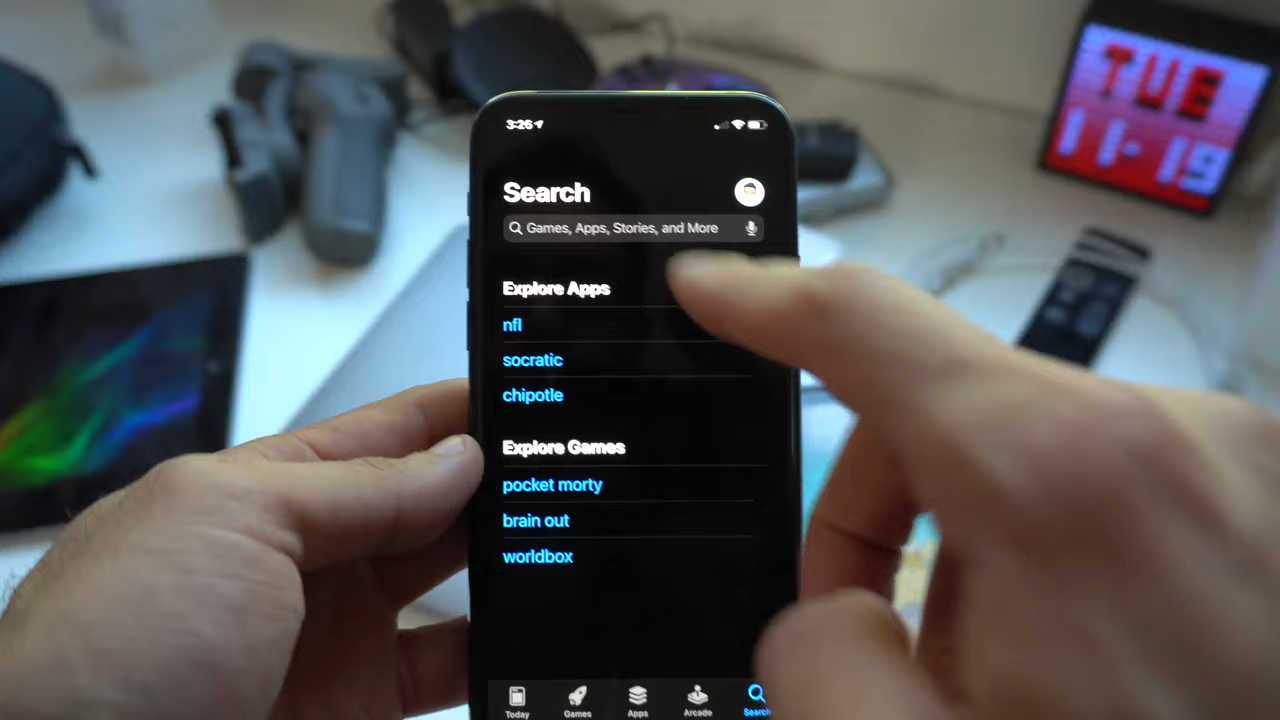 TUE
11-19
3:26
Search
Games, Apps, Stories, and More
Explore Apps
nfl
socratic
chipotle
Explore Games
pocket morty
brain out
worldbox
Today
Games
Apps
Arcade
Search